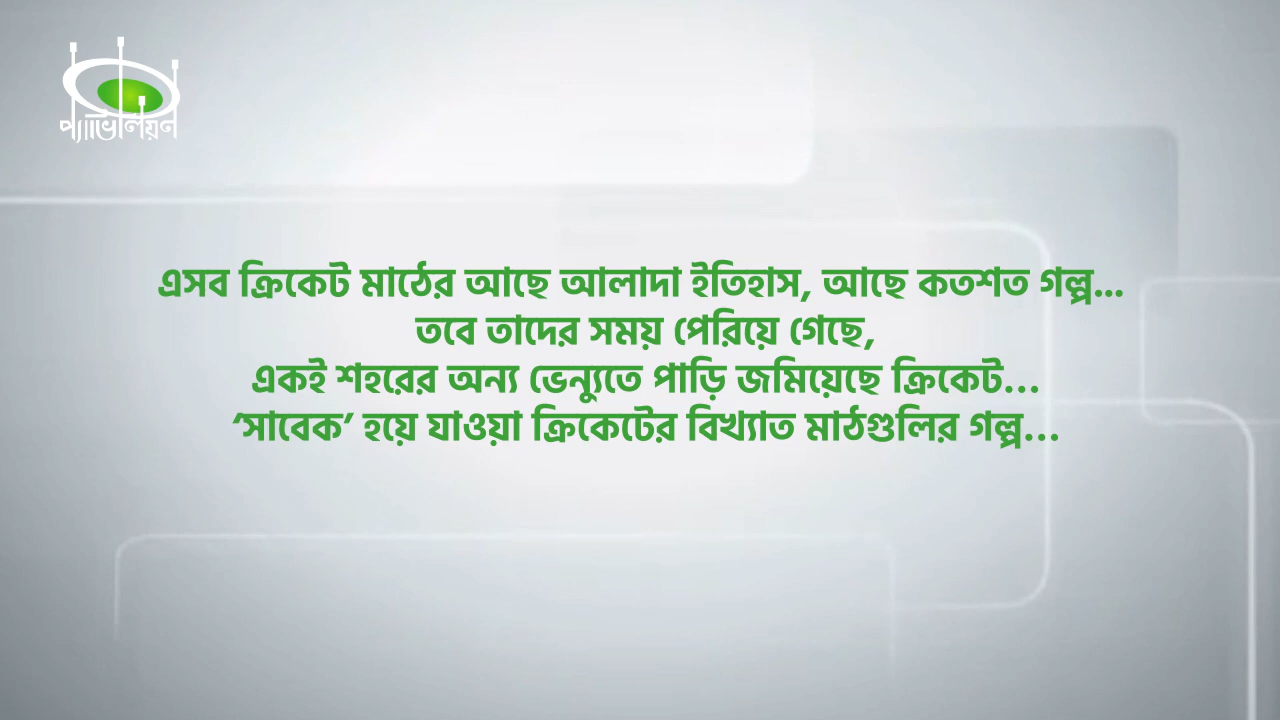 প্যাভিলিয়ন
এসব ক্রিকেট মাঠের আছে আলাদা ইতিহাস, আছে কতশত গল্প...
তবে তাদের সময় পেরিয়ে গেছে,
একই শহরের অন্য ভেন্যুতে পাড়ি জমিয়েছে ক্রিকেট...
‘সাবেক’ হয়ে যাওয়া ক্রিকেটের বিখ্যাত মাঠগুলির গল্প...